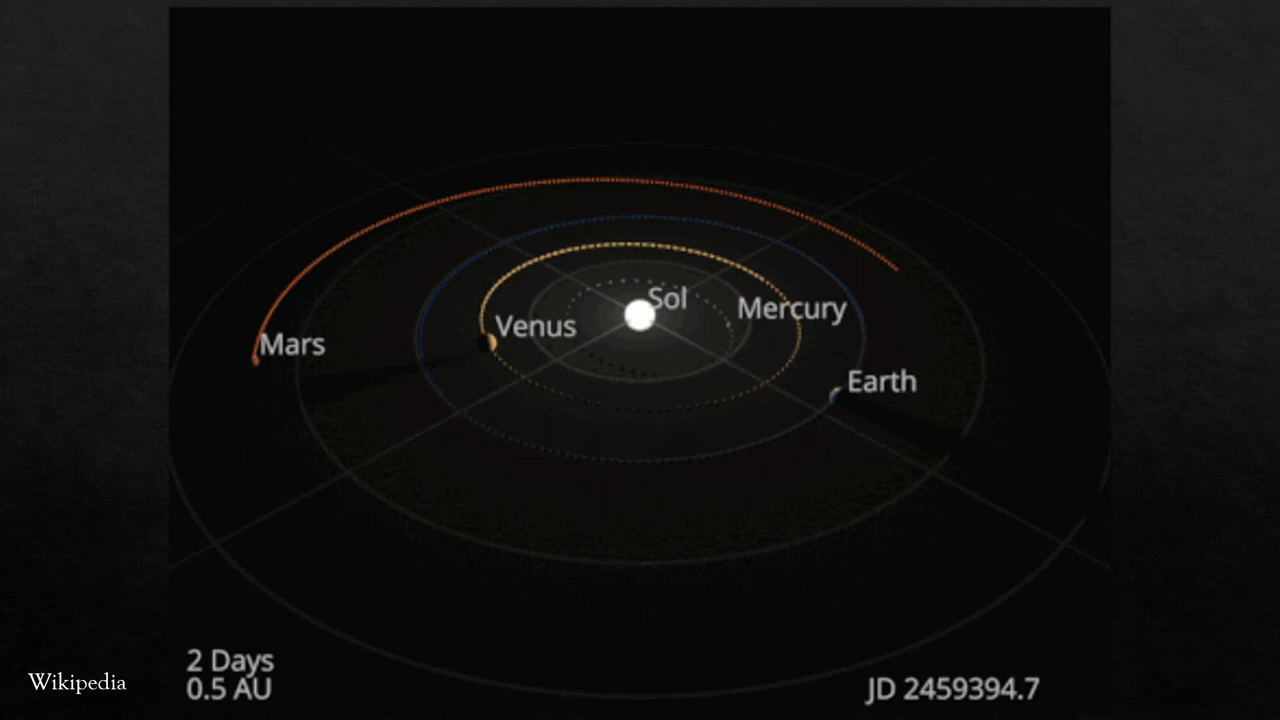 Sol
Mercury
Venus
Mars
Earth
2 Days
0.5 AU
JD 2459394.7
Wikipedia